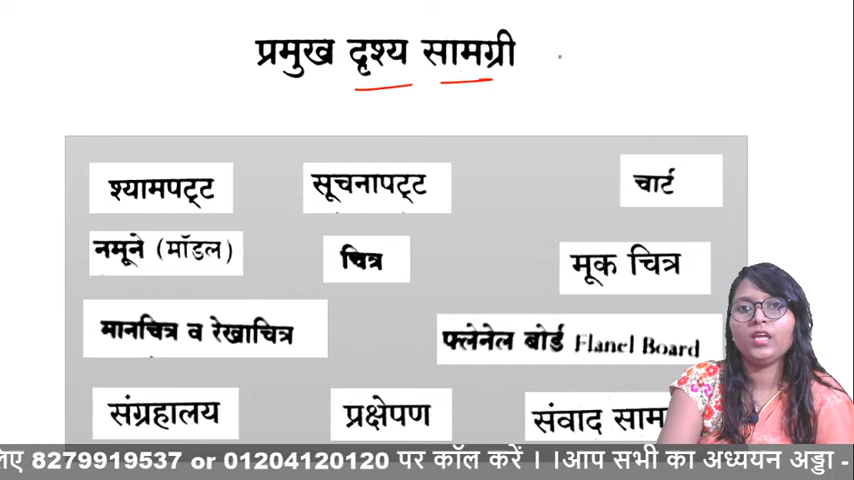 प्रमुख दृश्य सामग्री
श्यामपट्ट
सूचनापट्ट
चार्ट
नमूने (मॉडल)
चित्र
मूक चित्र
मानचित्र व रेखाचित्र
फ्लेनेल बोर्ड Flanel Board
संग्रहालय
प्रक्षेपण
संवाद
8279919537 or 01204120120 पर कॉल करें । ।आप सभी का अध्ययन अड्डा -